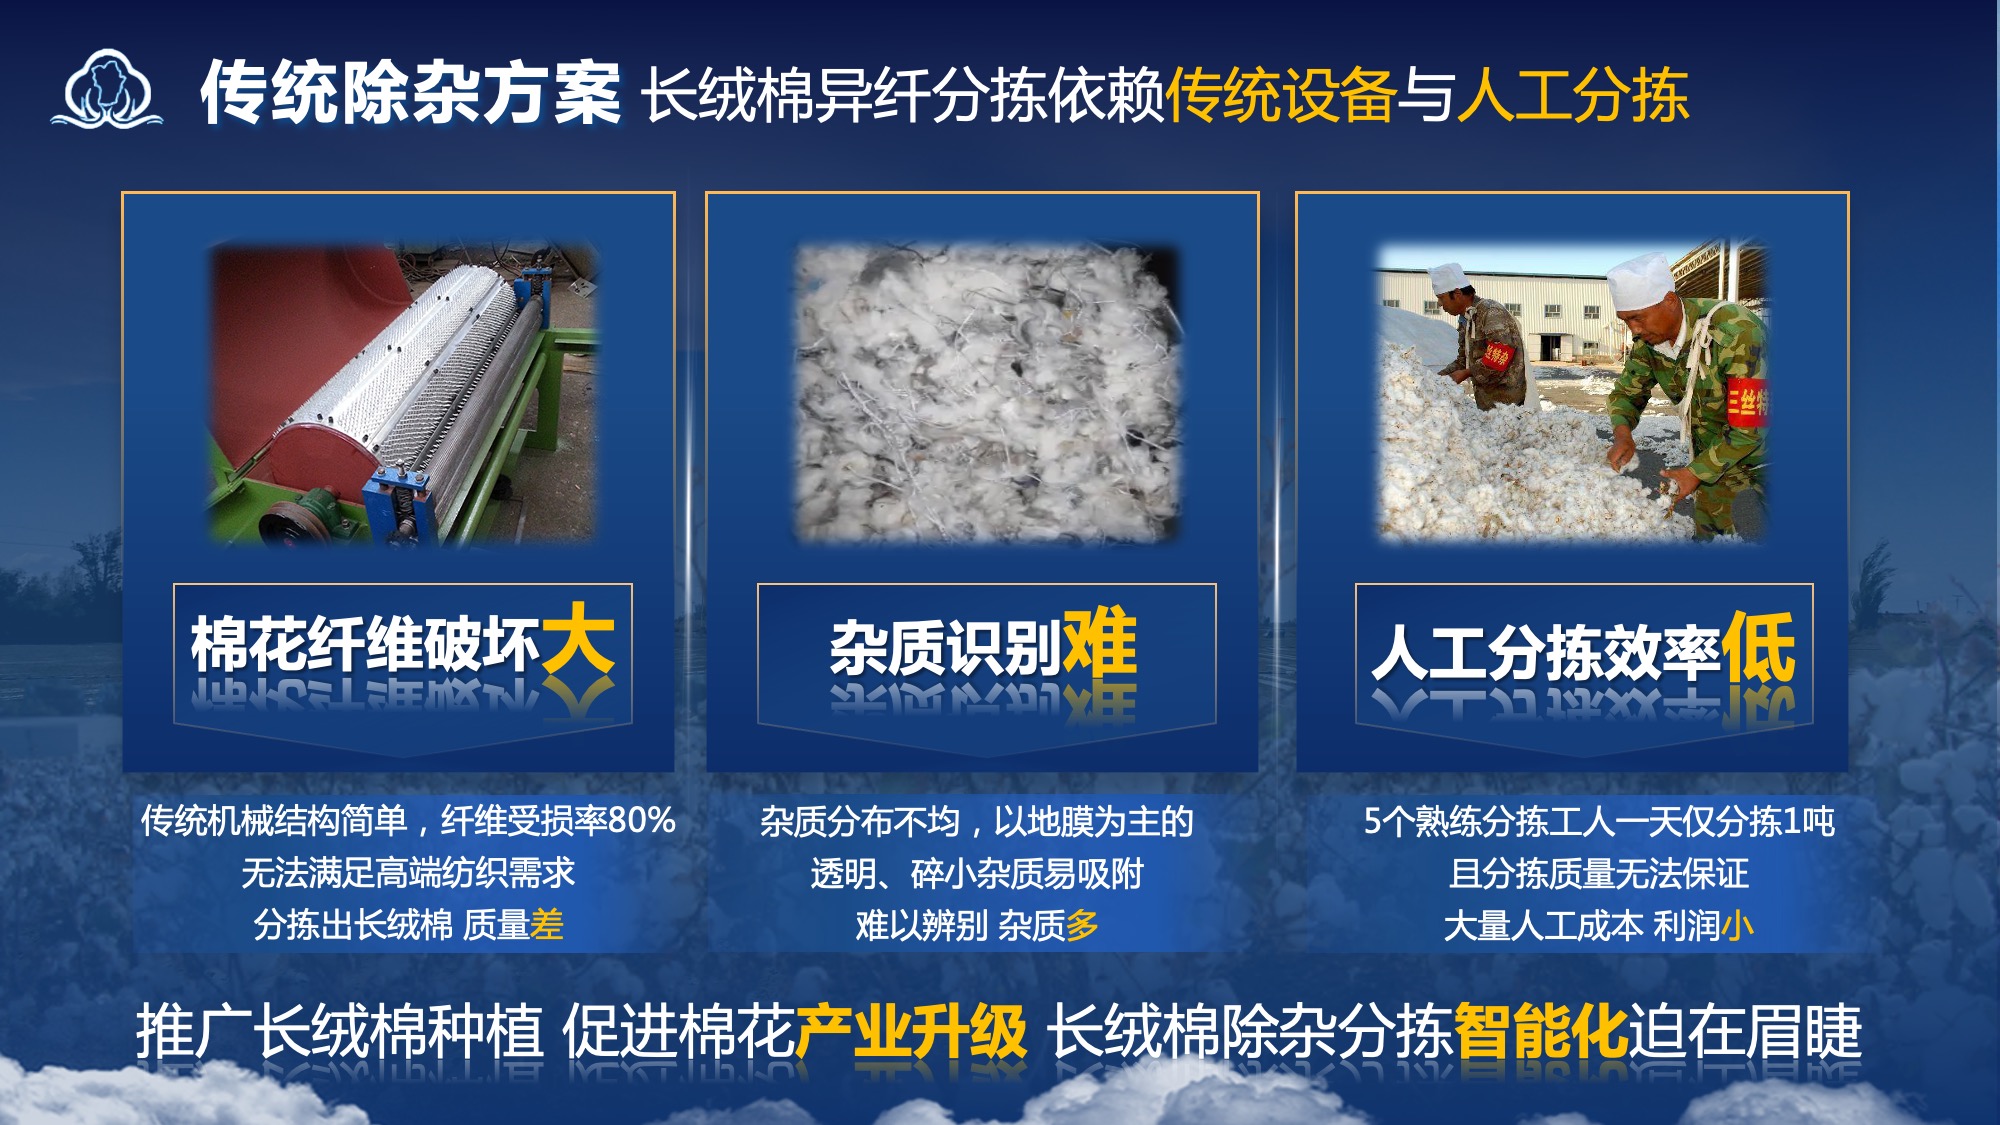 传统除杂方案 长绒棉异纤分拣依赖传统设备与人工分拣
棉花纤维破坏大
传统机械结构简单，纤维受损率80%
无法满足高端纺织需求
分拣出长绒棉 质量差
杂质识别难
杂质分布不均，以地膜为主的
透明、碎小杂质易吸附
难以辨别 杂质多
丝特杂
三丝特
人工分拣效率低
5个熟练分拣工人一天仅分拣1吨
且分拣质量无法保证
大量人工成本 利润小
推广长绒棉种植 促进棉花产业升级 长绒棉除杂分拣智能化迫在眉睫